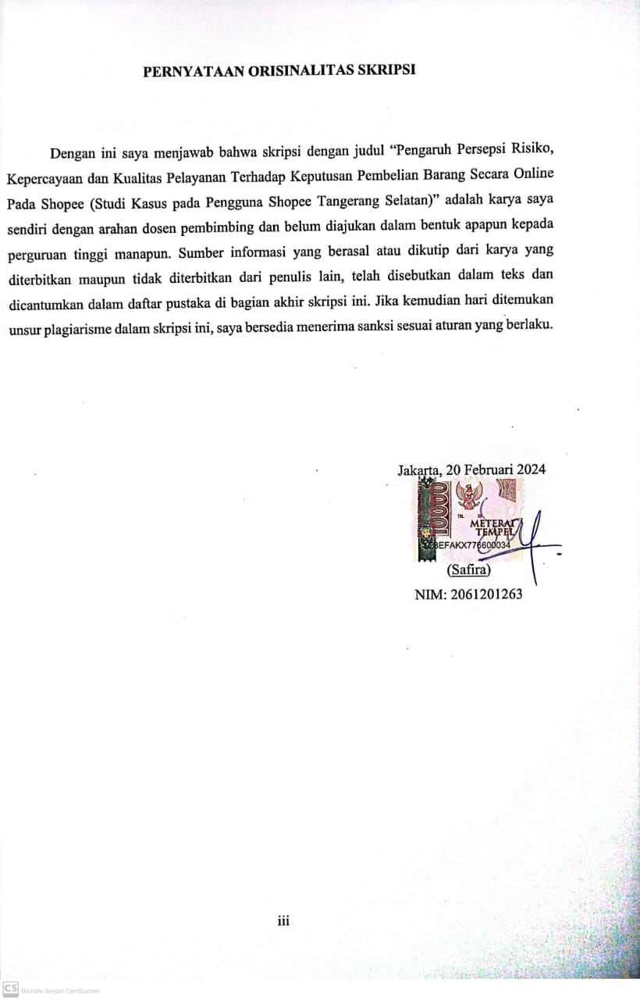 PERNYATAAN ORISINALITAS SKRIPSI
Dengan ini saya menjawab bahwa skripsi dengan judul “Pengaruh Persepsi Risiko,
Kepercayaan dan Kualitas Pelayanan Terhadap Keputusan Pembelian Barang Secara Online
Pada Shopee (Studi Kasus pada Pengguna Shopee Tangerang Selatan)” adalah karya saya
sendiri dengan arahan dosen pembimbing dan belum diajukan dalam bentuk apapun kepada
perguruan tinggi manapun. Sumber informasi yang berasal atau dikutip dari karya yang
diterbitkan maupun tidak diterbitkan dari penulis lain, telah disebutkan dalam teks dan
dicantumkan dalam daftar pustaka di bagian akhir skripsi ini. Jika kemudian hari ditemukan
unsur plagiarisme dalam skripsi ini, saya bersedia menerima sanksi sesuai aturan yang berlaku.
Jakarta, 20 Februari 2024
10000
METERAI
TEMPEL
EFAKX776600034
(Safira)
NIM: 2061201263
iii
CS Dipindai dengan CamScanner